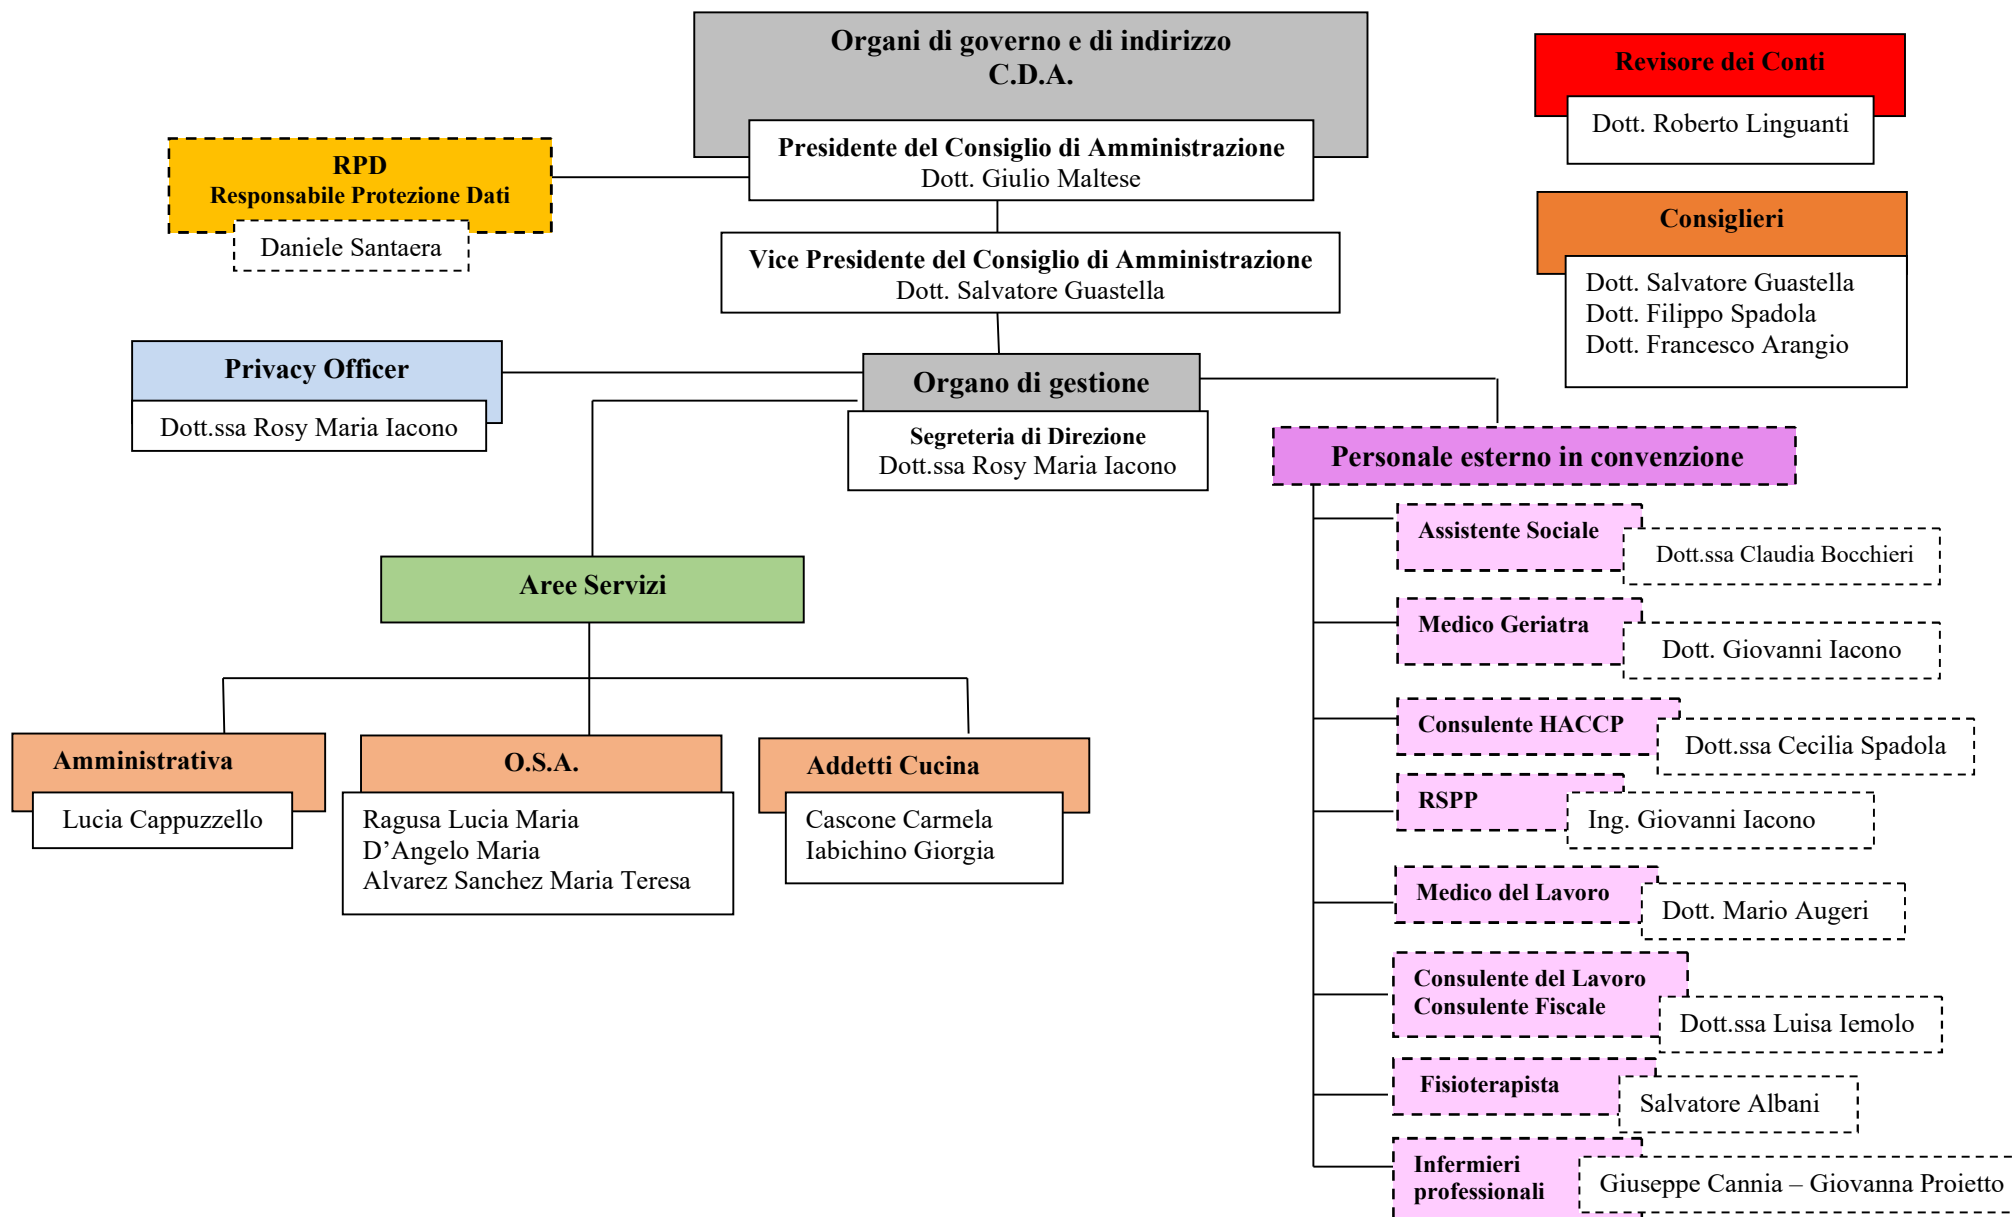 Organi di governo e di indirizzo
C.D.A.
Presidente del Consiglio di Amministrazione
Dott. Giulio Maltese
Revisore dei Conti
Dott. Roberto Linguanti
RPD
Responsabile Protezione Dati
Daniele Santaera
Vice Presidente del Consiglio di Amministrazione
Dott. Salvatore Guastella
Consiglieri
Dott. Salvatore Guastella
Dott. Filippo Spadola
Dott. Francesco Arangio
Privacy Officer
Dott.ssa Rosy Maria Iacono
Organo di gestione
Segreteria di Direzione
Dott.ssa Rosy Maria Iacono
Personale esterno in convenzione
Assistente Sociale
Dott.ssa Claudia Bocchieri
Medico Geriatra
Dott. Giovanni Iacono
Consulente HACCP
Dott.ssa Cecilia Spadola
RSPP
Ing. Giovanni Iacono
Medico del Lavoro
Dott. Mario Augeri
Consulente del Lavoro
Consulente Fiscale
Dott.ssa Luisa Iemolo
Fisioterapista
Salvatore Albani
Infermieri
professionali
Giuseppe Cannia – Giovanna Proietto
Aree Servizi
Amministrativa
Lucia Cappuzzello
O.S.A.
Ragusa Lucia Maria
D’Angelo Maria
Alvarez Sanchez Maria Teresa
Addetti Cucina
Cascone Carmela
Iabichino Giorgia